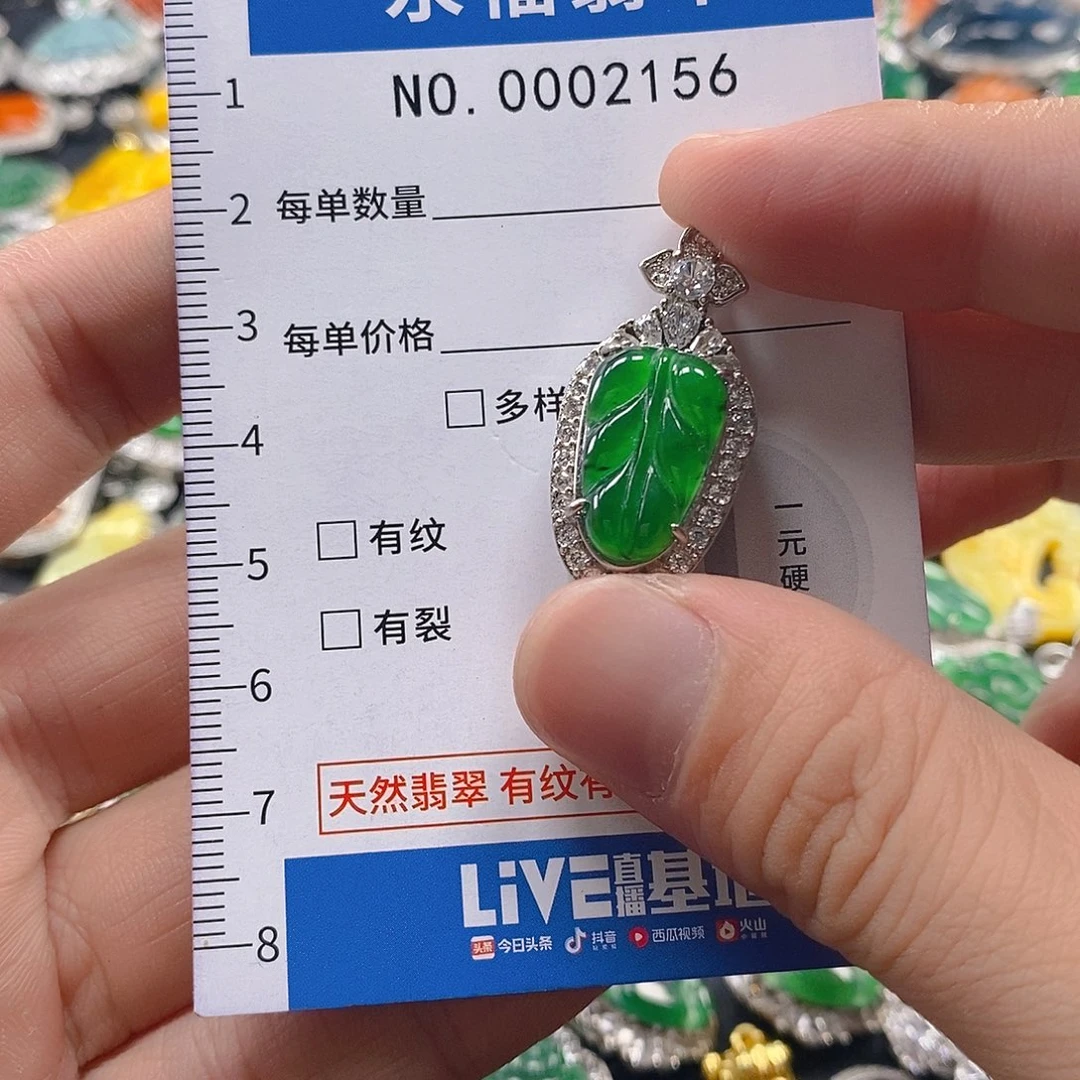 1
NO.0002156
2
每单数量
3
每单价格
多样
4
有纹
5
一元硬
有裂
6
天然翡翠 有纹有
7
LiVE直播基地
8
头条 今日头条 抖音 西瓜视频 火山